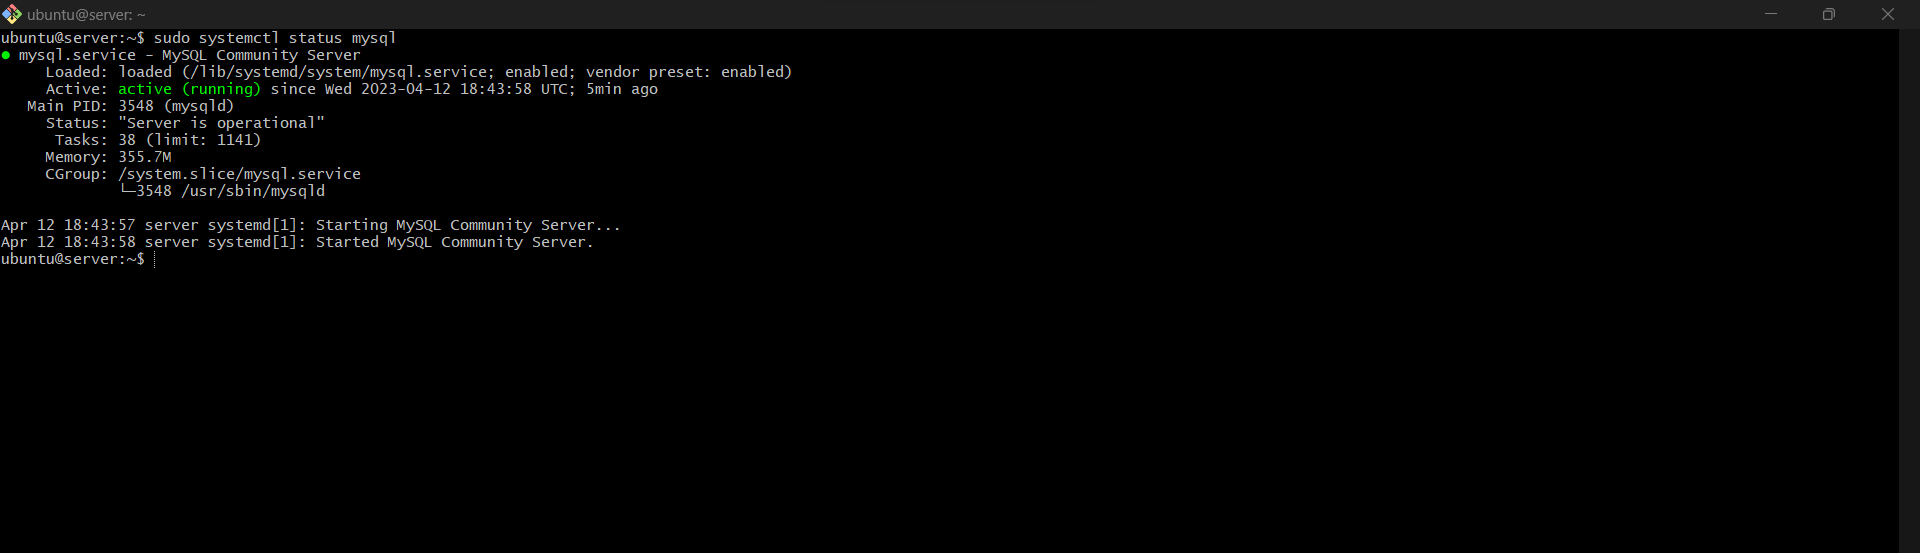 ubuntu@server: ~
ubuntu@server:~$ sudo systemctl status mysql
● mysql.service - MySQL Community Server
Loaded: loaded (/lib/systemd/system/mysql.service; enabled; vendor preset: enabled)
Active: active (running) since Wed 2023-04-12 18:43:58 UTC; 5min ago
Main PID: 3548 (mysqld)
Status: "Server is operational"
Tasks: 38 (limit: 1141)
Memory: 355.7M
CGroup: /system.slice/mysql.service
└─3548 /usr/sbin/mysqld
Apr 12 18:43:57 server systemd[1]: Starting MySQL Community Server...
Apr 12 18:43:58 server systemd[1]: Started MySQL Community Server.
ubuntu@server:~$